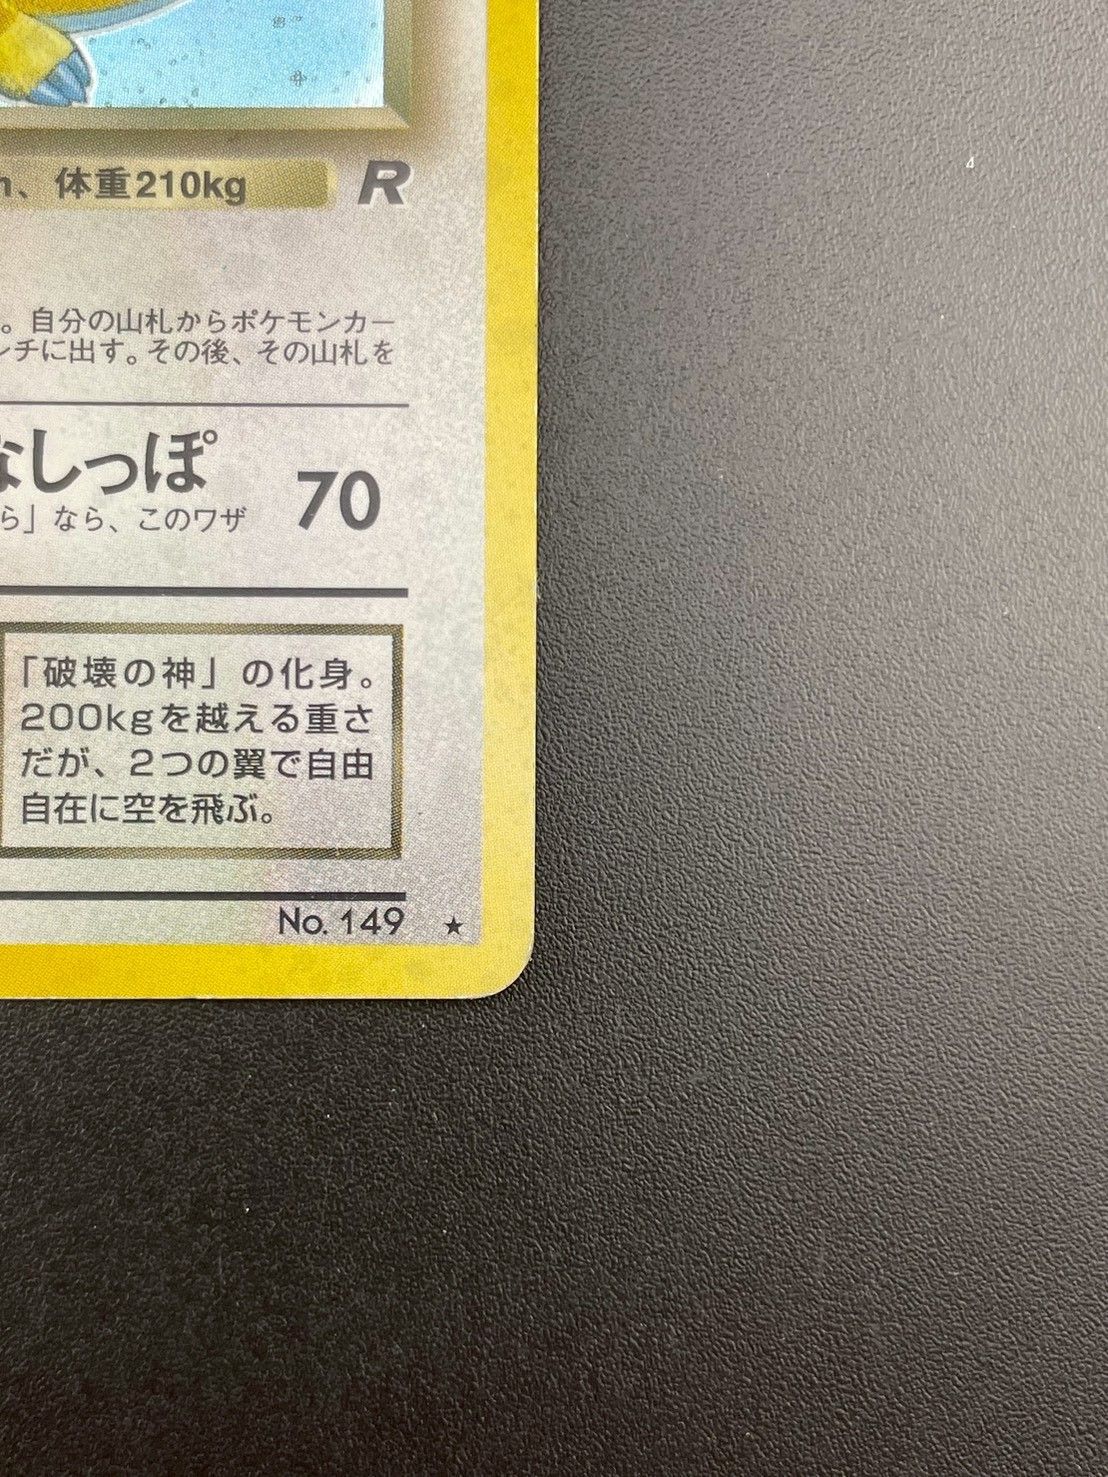 、体重210kg
R
。自分の山札からポケモンカー
ンチに出す。その後、その山札を
なしっぽ
70
ら」なら、このワザ
「破壊の神」の化身。
200kgを越える重さ
だが、2つの翼で自由
自在に空を飛ぶ。
No. 149 ★